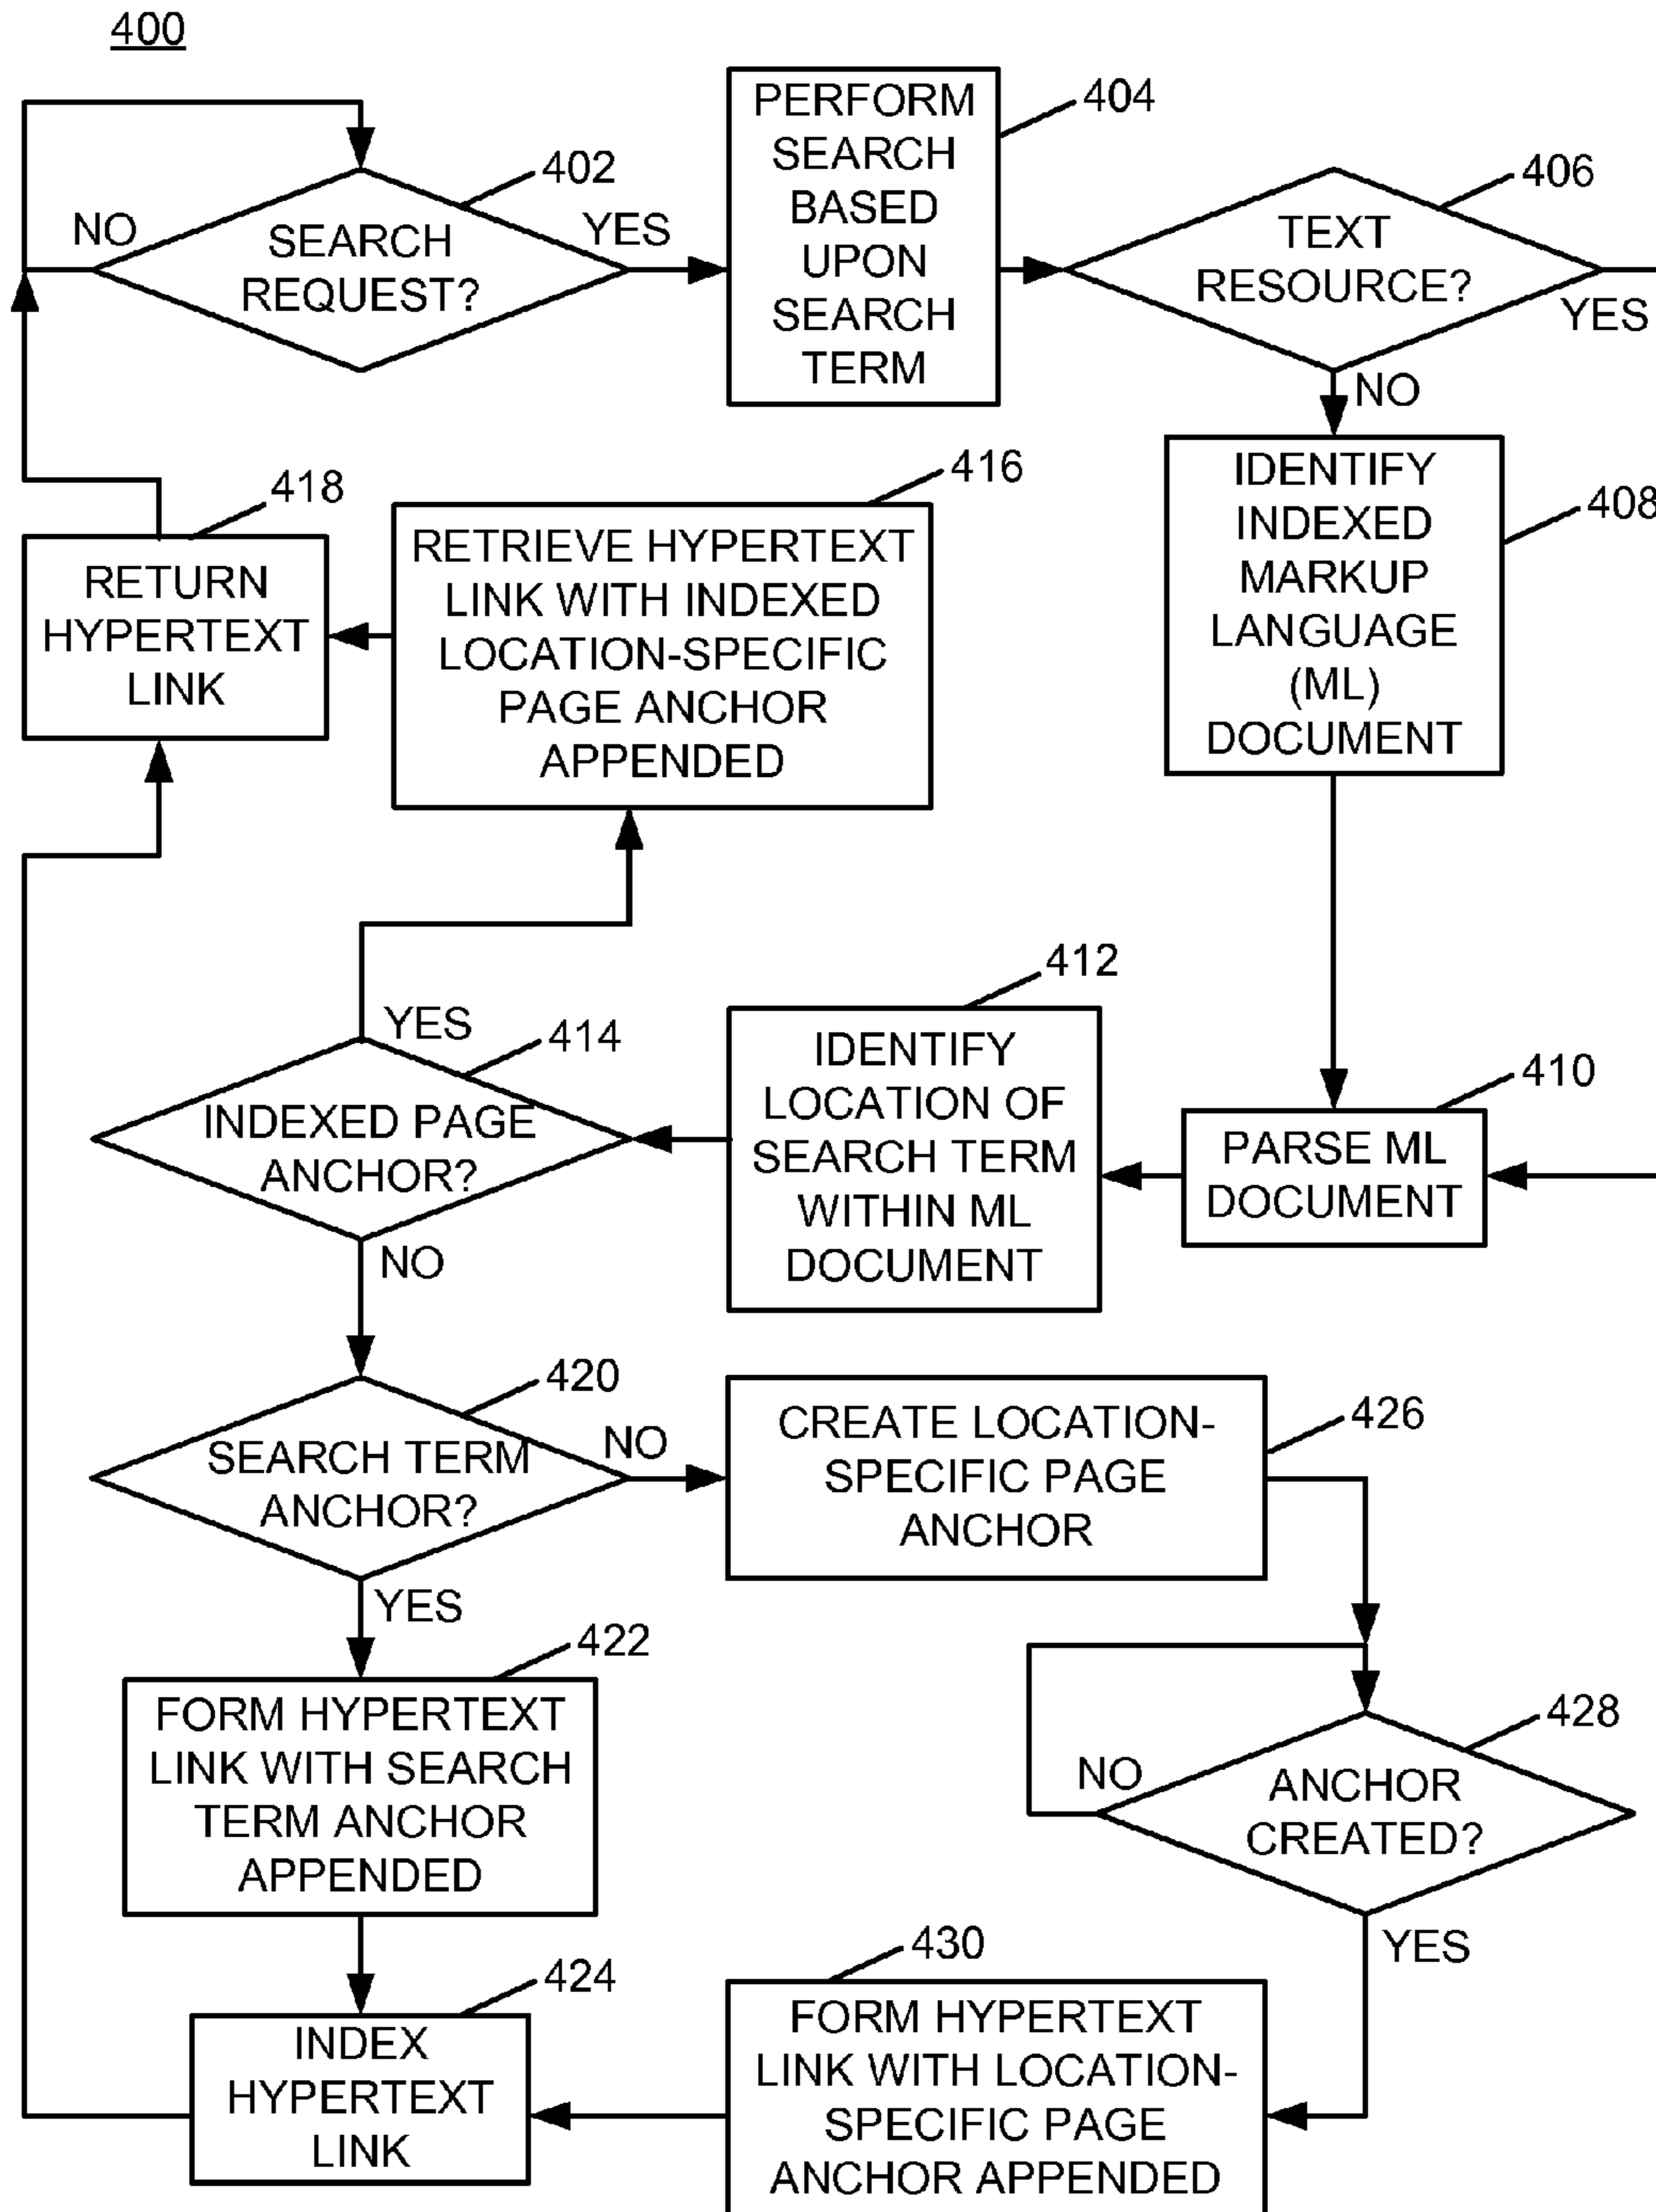 400
402
SEARCH
REQUEST?
NO
YES
404
PERFORM
SEARCH
BASED
UPON
SEARCH
TERM
406
TEXT
RESOURCE?
YES
NO
408
IDENTIFY
INDEXED
MARKUP
LANGUAGE
(ML)
DOCUMENT
410
PARSE ML
DOCUMENT
412
IDENTIFY
LOCATION OF
SEARCH TERM
WITHIN ML
DOCUMENT
414
INDEXED PAGE
ANCHOR?
YES
NO
416
RETRIEVE HYPERTEXT
LINK WITH INDEXED
LOCATION-SPECIFIC
PAGE ANCHOR
APPENDED
418
RETURN
HYPERTEXT
LINK
420
SEARCH TERM
ANCHOR?
NO
YES
422
FORM HYPERTEXT
LINK WITH SEARCH
TERM ANCHOR
APPENDED
424
INDEX
HYPERTEXT
LINK
426
CREATE LOCATION-
SPECIFIC PAGE
ANCHOR
428
ANCHOR
CREATED?
NO
YES
430
FORM HYPERTEXT
LINK WITH LOCATION-
SPECIFIC PAGE
ANCHOR APPENDED